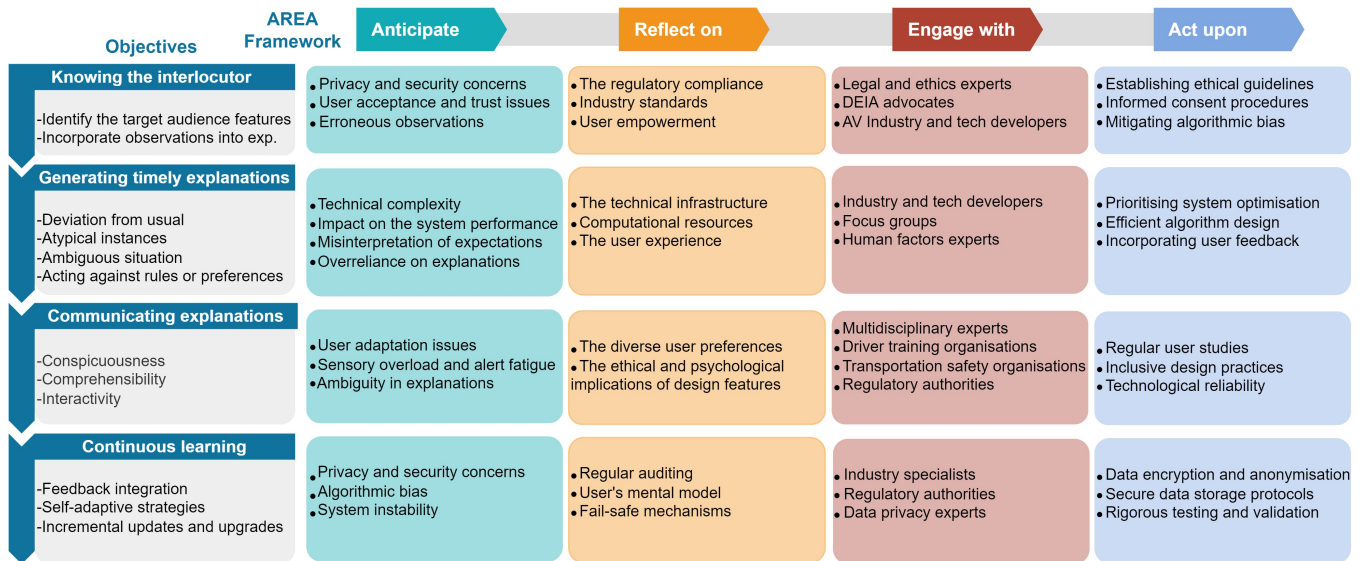 AREA
Framework
Objectives
Anticipate
Reflect on
Engage with
Act upon
Knowing the interlocutor
-Identify the target audience features
-Incorporate observations into exp.
•Privacy and security concerns
•User acceptance and trust issues
•Erroneous observations
•The regulatory compliance
•Industry standards
•User empowerment
•Legal and ethics experts
•DEIA advocates
•AV Industry and tech developers
•Establishing ethical guidelines
•Informed consent procedures
•Mitigating algorithmic bias
Generating timely explanations
-Deviation from usual
-Atypical instances
-Ambiguous situation
-Acting against rules or preferences
•Technical complexity
•Impact on the system performance
•Misinterpretation of expectations
•Overreliance on explanations
•The technical infrastructure
•Computational resources
•The user experience
•Industry and tech developers
•Focus groups
•Human factors experts
•Prioritising system optimisation
•Efficient algorithm design
•Incorporating user feedback
Communicating explanations
-Conspicuousness
-Comprehensibility
-Interactivity
•User adaptation issues
•Sensory overload and alert fatigue
•Ambiguity in explanations
•The diverse user preferences
•The ethical and psychological
implications of design features
•Multidisciplinary experts
•Driver training organisations
•Transportation safety organisations
•Regulatory authorities
•Regular user studies
•Inclusive design practices
•Technological reliability
Continuous learning
-Feedback integration
-Self-adaptive strategies
-Incremental updates and upgrades
•Privacy and security concerns
•Algorithmic bias
•System instability
•Regular auditing
•User's mental model
•Fail-safe mechanisms
•Industry specialists
•Regulatory authorities
•Data privacy experts
•Data encryption and anonymisation
•Secure data storage protocols
•Rigorous testing and validation